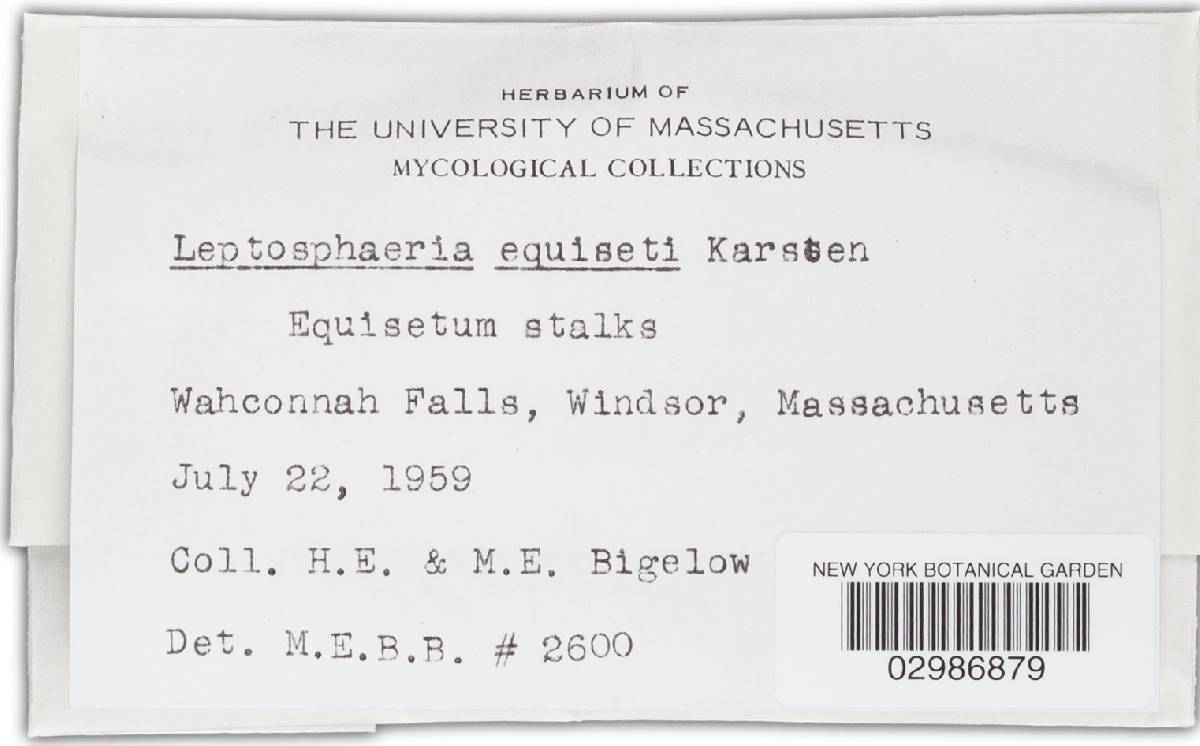 HERBARIUM OF
THE UNIVERSITY OF MASSACHUSETTS
MYCOLOGICAL COLLECTIONS
Leptosphaeria equiseti Karsten
Equisetum stalks
Wahconnah Falls, Windsor, Massachusetts
July 22, 1959
Coll. H.E. & M.E. Bigelow
Det. M.E.B.B. # 2600
NEW YORK BOTANICAL GARDEN
02986879